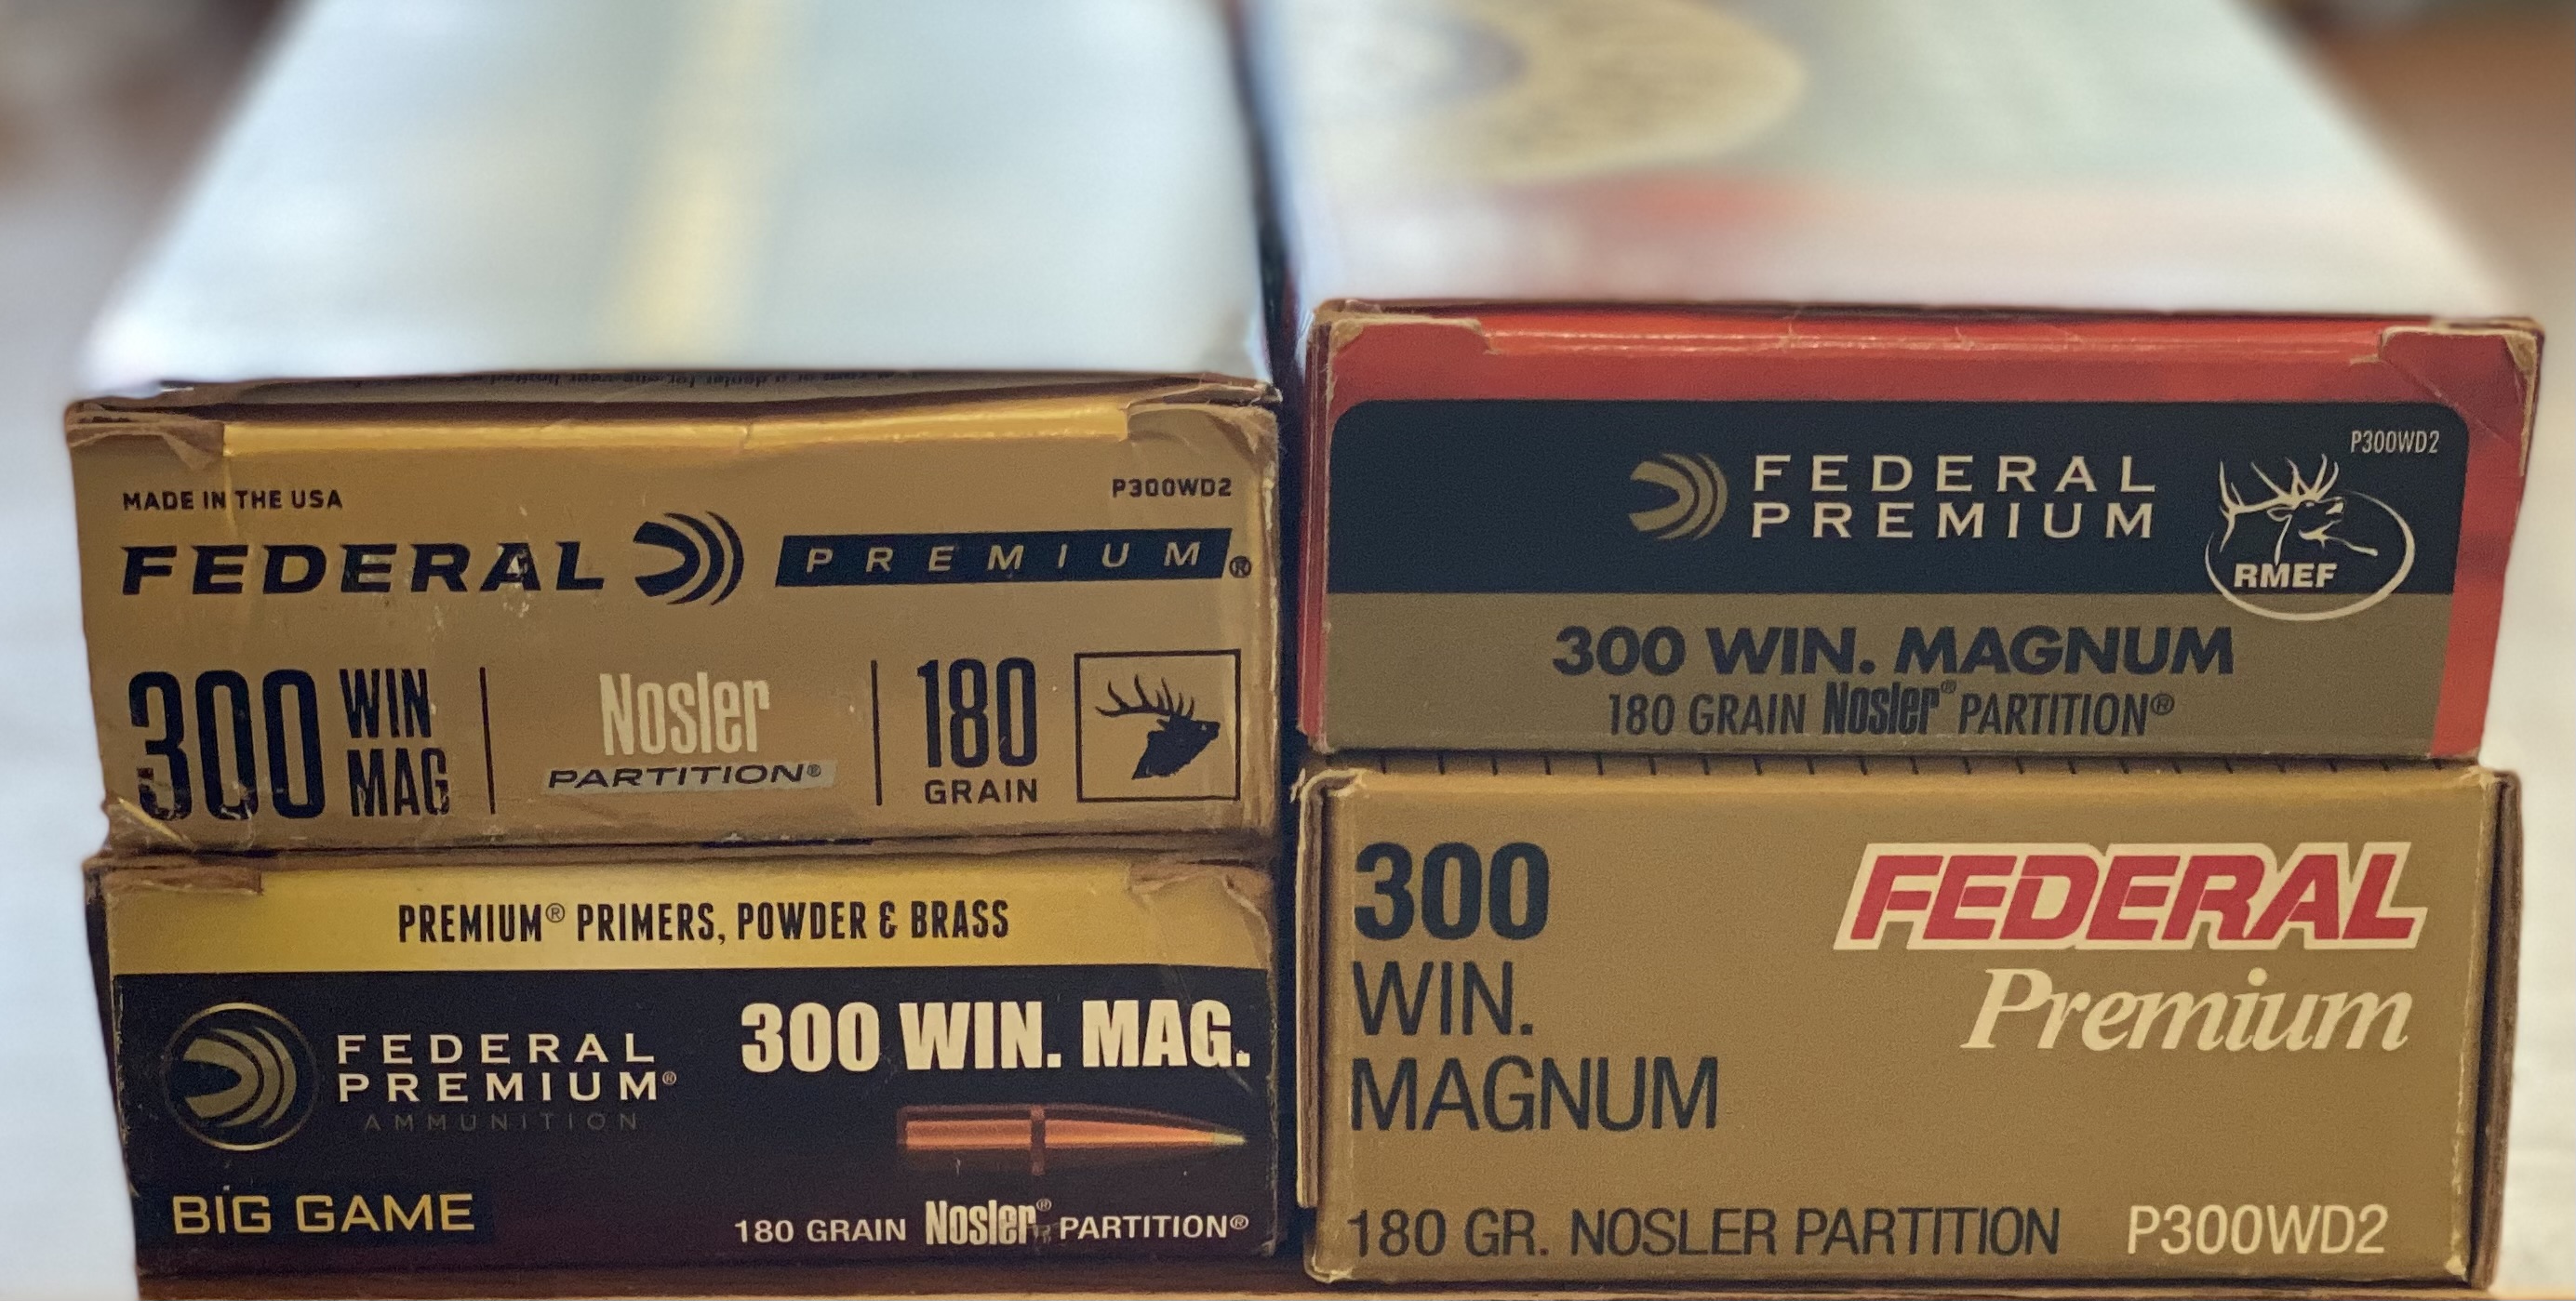 MADE IN THE USA P300WD2
FEDERAL PREMIUM®
300 WIN MAG
Nosler PARTITION®
180 GRAIN
PREMIUM® PRIMERS, POWDER & BRASS
FEDERAL
PREMIUM®
AMMUNITION
300 WIN. MAG.
BIG GAME
180 GRAIN Nosler® PARTITION®
P300WD2
FEDERAL
PREMIUM
RMEF
300 WIN. MAGNUM
180 GRAIN Nosler® PARTITION®
300
WIN.
MAGNUM
FEDERAL
Premium
180 GR. NOSLER PARTITION P300WD2